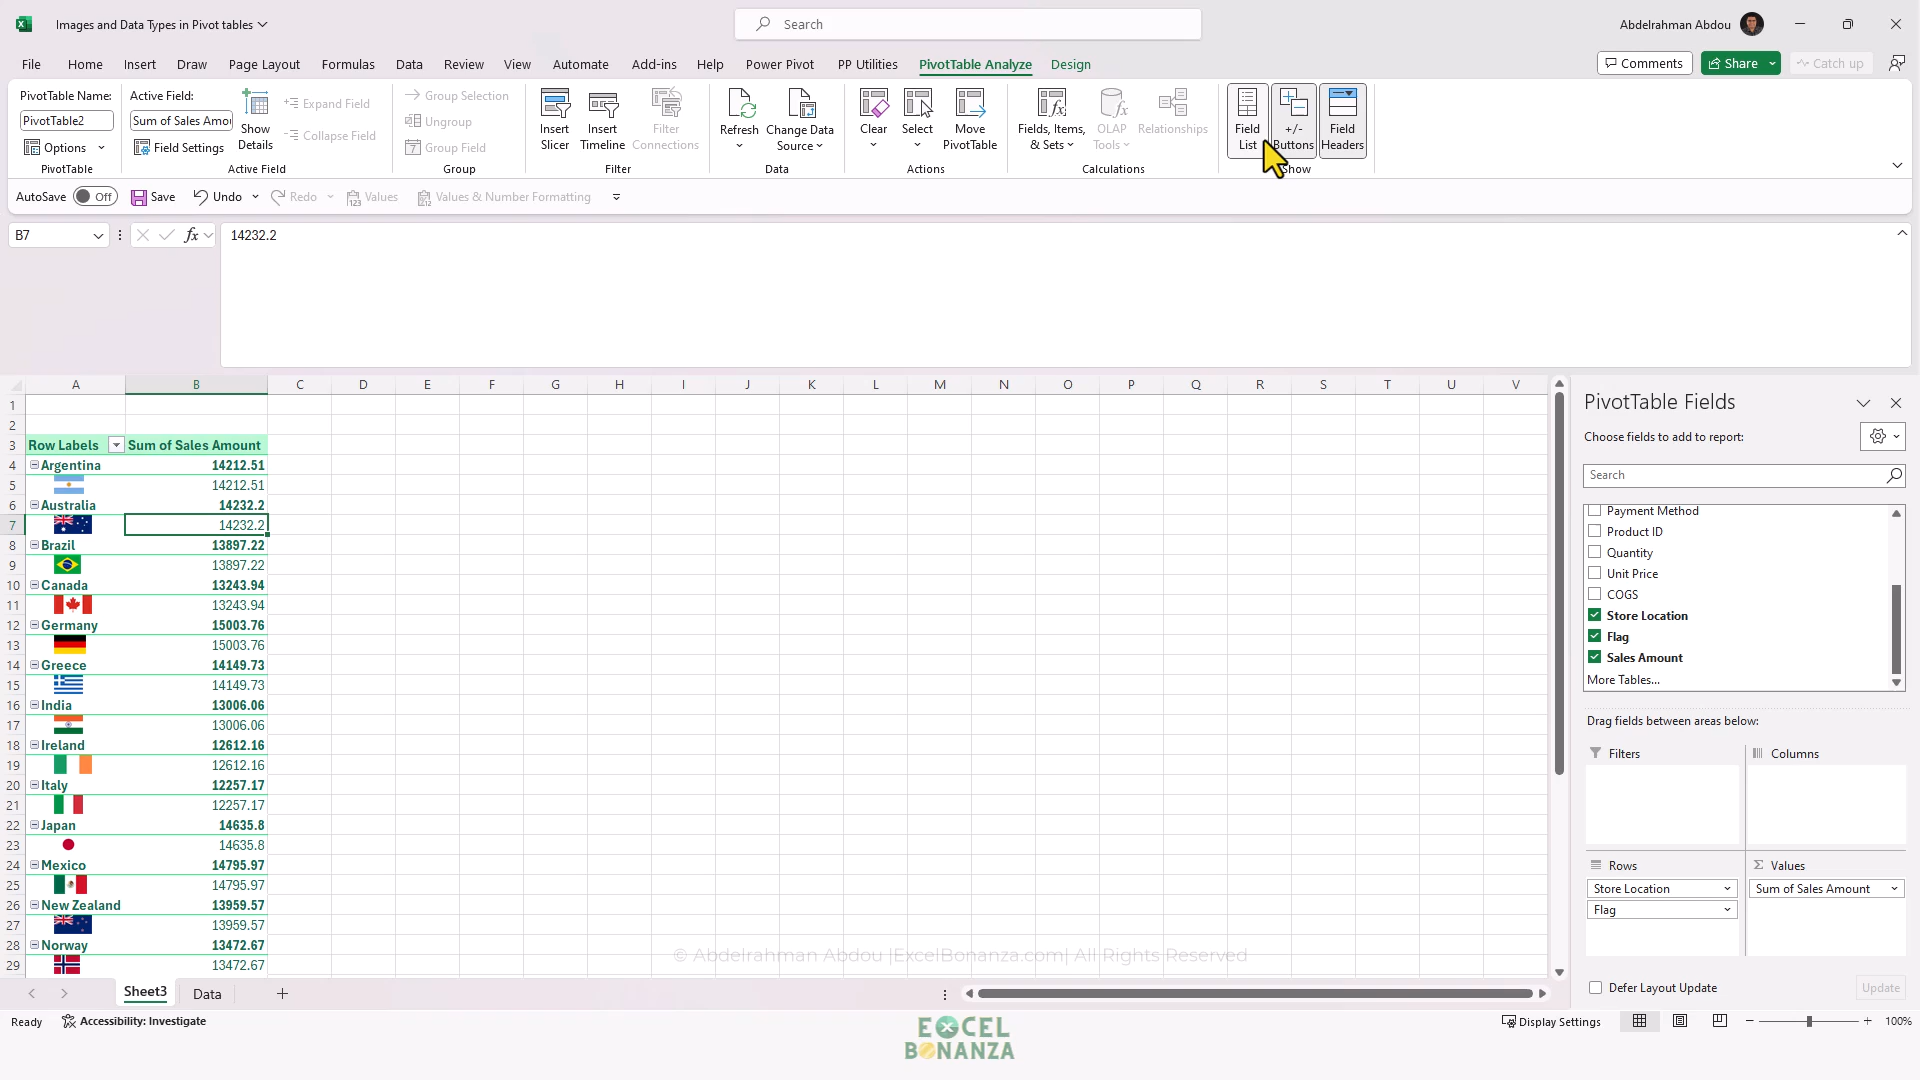 Images and Data Types in Pivot tables
Search
Abdelrahman Abdou
File Home Insert Draw Page Layout Formulas Data Review View Automate Add-ins Help Power Pivot PP Utilities PivotTable Analyze Design
Comments Share Catch up
PivotTable Name:
PivotTable2
Options
PivotTable
Active Field:
Sum of Sales Amou
Field Settings
Show Details
Expand Field
Collapse Field
Active Field
Group Selection
Ungroup
Group Field
Group
Insert Slicer
Insert Timeline
Filter Connections
Filter
Refresh
Change Data Source
Data
Clear
Select
Move PivotTable
Actions
Fields, Items, & Sets
OLAP Tools
Relationships
Calculations
Field List
+/- Buttons
Field Headers
Show
AutoSave Off Save Undo Redo Values Values & Number Formatting
B7 fx 14232.2
A B C D E F G H I J K L M N O P Q R S T U V
1
2
3 Row Labels Sum of Sales Amount
4 Argentina 14212.51
5 14212.51
6 Australia 14232.2
7 14232.2
8 Brazil 13897.22
9 13897.22
10 Canada 13243.94
11 13243.94
12 Germany 15003.76
13 15003.76
14 Greece 14149.73
15 14149.73
16 India 13006.06
17 13006.06
18 Ireland 12612.16
19 12612.16
20 Italy 12257.17
21 12257.17
22 Japan 14635.8
23 14635.8
24 Mexico 14795.97
25 14795.97
26 New Zealand 13959.57
27 13959.57
28 Norway 13472.67
29 13472.67
PivotTable Fields
Choose fields to add to report:
Search
Payment Method
Product ID
Quantity
Unit Price
COGS
Store Location
Flag
Sales Amount
More Tables...
Drag fields between areas below:
Filters
Columns
Rows
Store Location
Flag
Values
Sum of Sales Amount
Defer Layout Update Update
© Abdelrahman Abdou |ExcelBonanza.com| All Rights Reserved
Sheet3 Data
Ready Accessibility: Investigate
Display Settings 100%
EXCEL
BONANZA